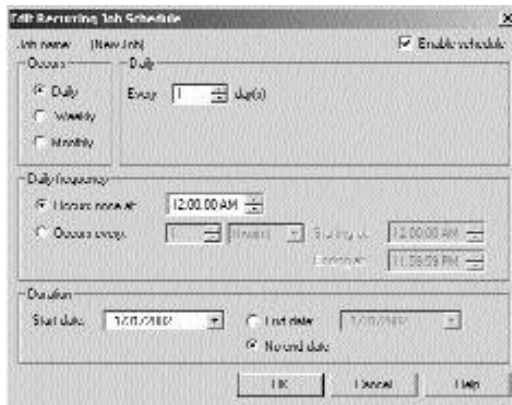 Edit Recurring Job Schedule
Job name: (New Job)
Enable schedule
Occurs
Daily
Weekly
Monthly
Daily
Every 1 day(s)
Daily frequency
Occurs once at: 12:00:00 AM
Occurs every: 1 Hour(s)
Starting at: 12:00:00 AM
Ending at: 11:59:59 PM
Duration
Start date:
End date:
No end date
OK
Cancel
Help